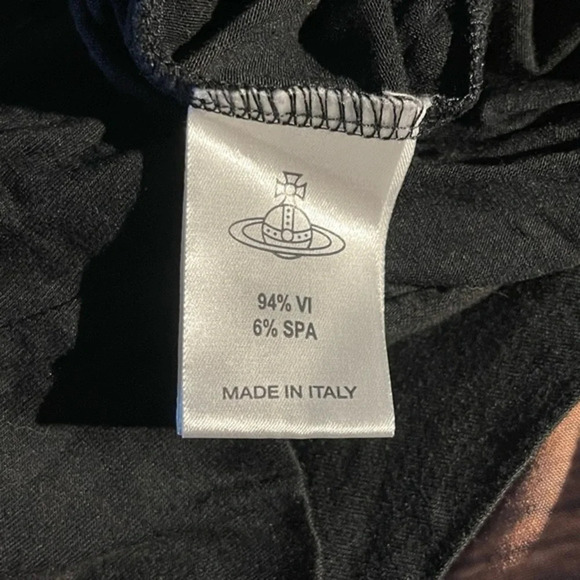 94% VI
6% SPA
MADE IN ITALY